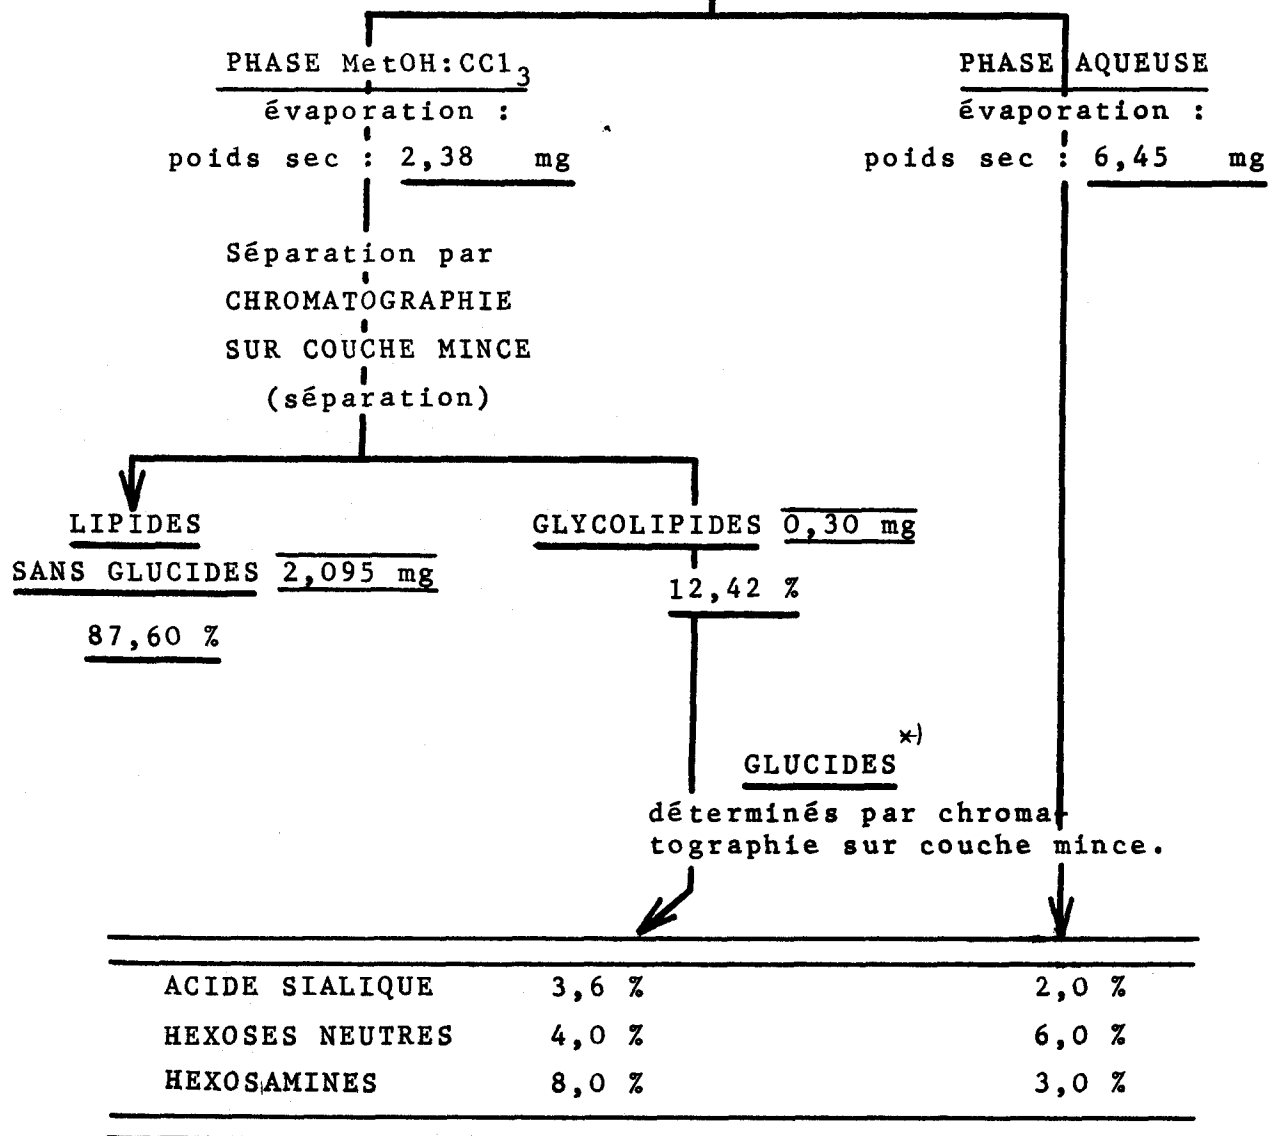 PHASE MetOH:CCl3
évaporation :
poids sec : 2,38 mg
PHASE AQUEUSE
évaporation :
poids sec : 6,45 mg
Séparation par
CHROMATOGRAPHIE
SUR COUCHE MINCE
(séparation)
LIPIDES
SANS GLUCIDES 2,095 mg
87,60 %
GLYCOLIPIDES 0,30 mg
12,42 %
GLUCIDES *)
déterminés par chroma-
tographie sur couche mince.
ACIDE SIALIQUE 3,6 % 2,0 %
HEXOSES NEUTRES 4,0 % 6,0 %
HEXOSAMINES 8,0 % 3,0 %